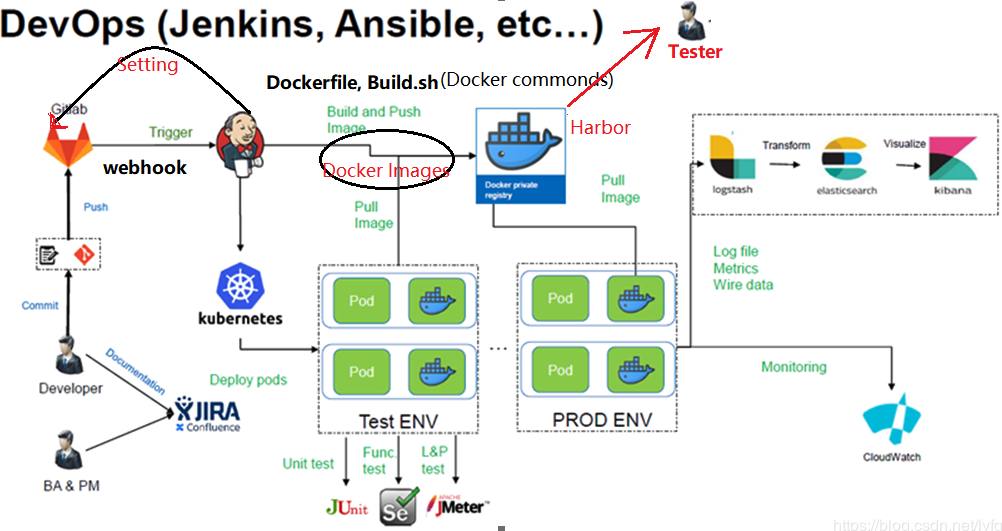 DevOps (Jenkins, Ansible, etc...)
Tester
Setting
Dockerfile, Build.sh (Docker commonds)
Gitlab
Build and Push
Image
Harbor
Trigger
webhook
Docker Images
Docker private
registry
Transform
Visualize
logstash
elasticsearch
kibana
Push
Pull
Image
Pull
Image
Log file
Metrics
Wire data
Commit
kubernetes
Pod
Pod
Developer
Documentation
Deploy pods
Pod
...
Pod
Monitoring
JIRA
Confluence
Test ENV
PROD ENV
BA & PM
Unit test
Func.
test
L&P
test
CloudWatch
JUnit
Se
APACHE
JMeter™
https://blog.csdn.net/lvfq